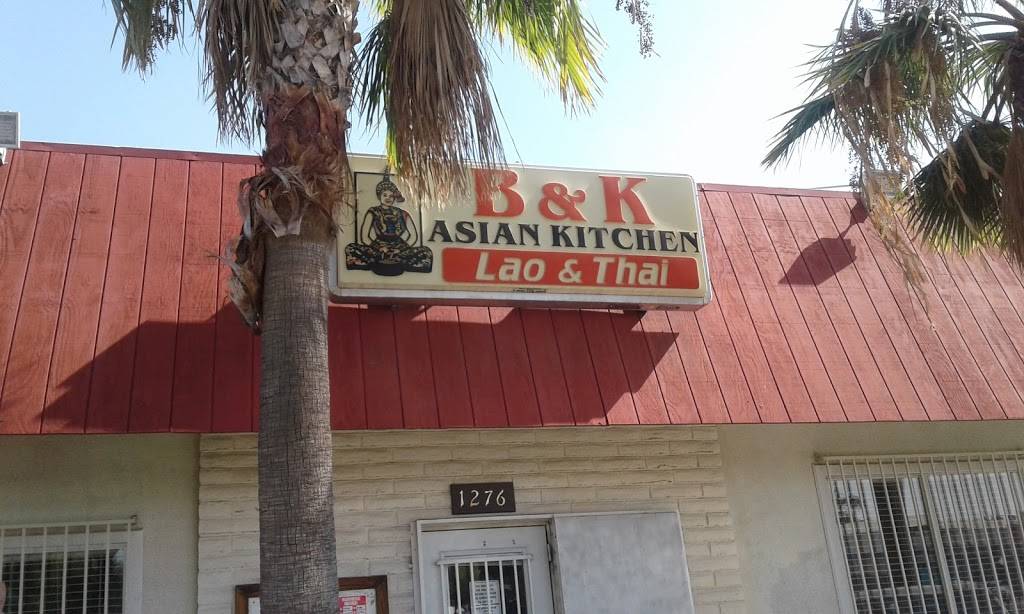 B & K
ASIAN KITCHEN
Lao & Thai
1276